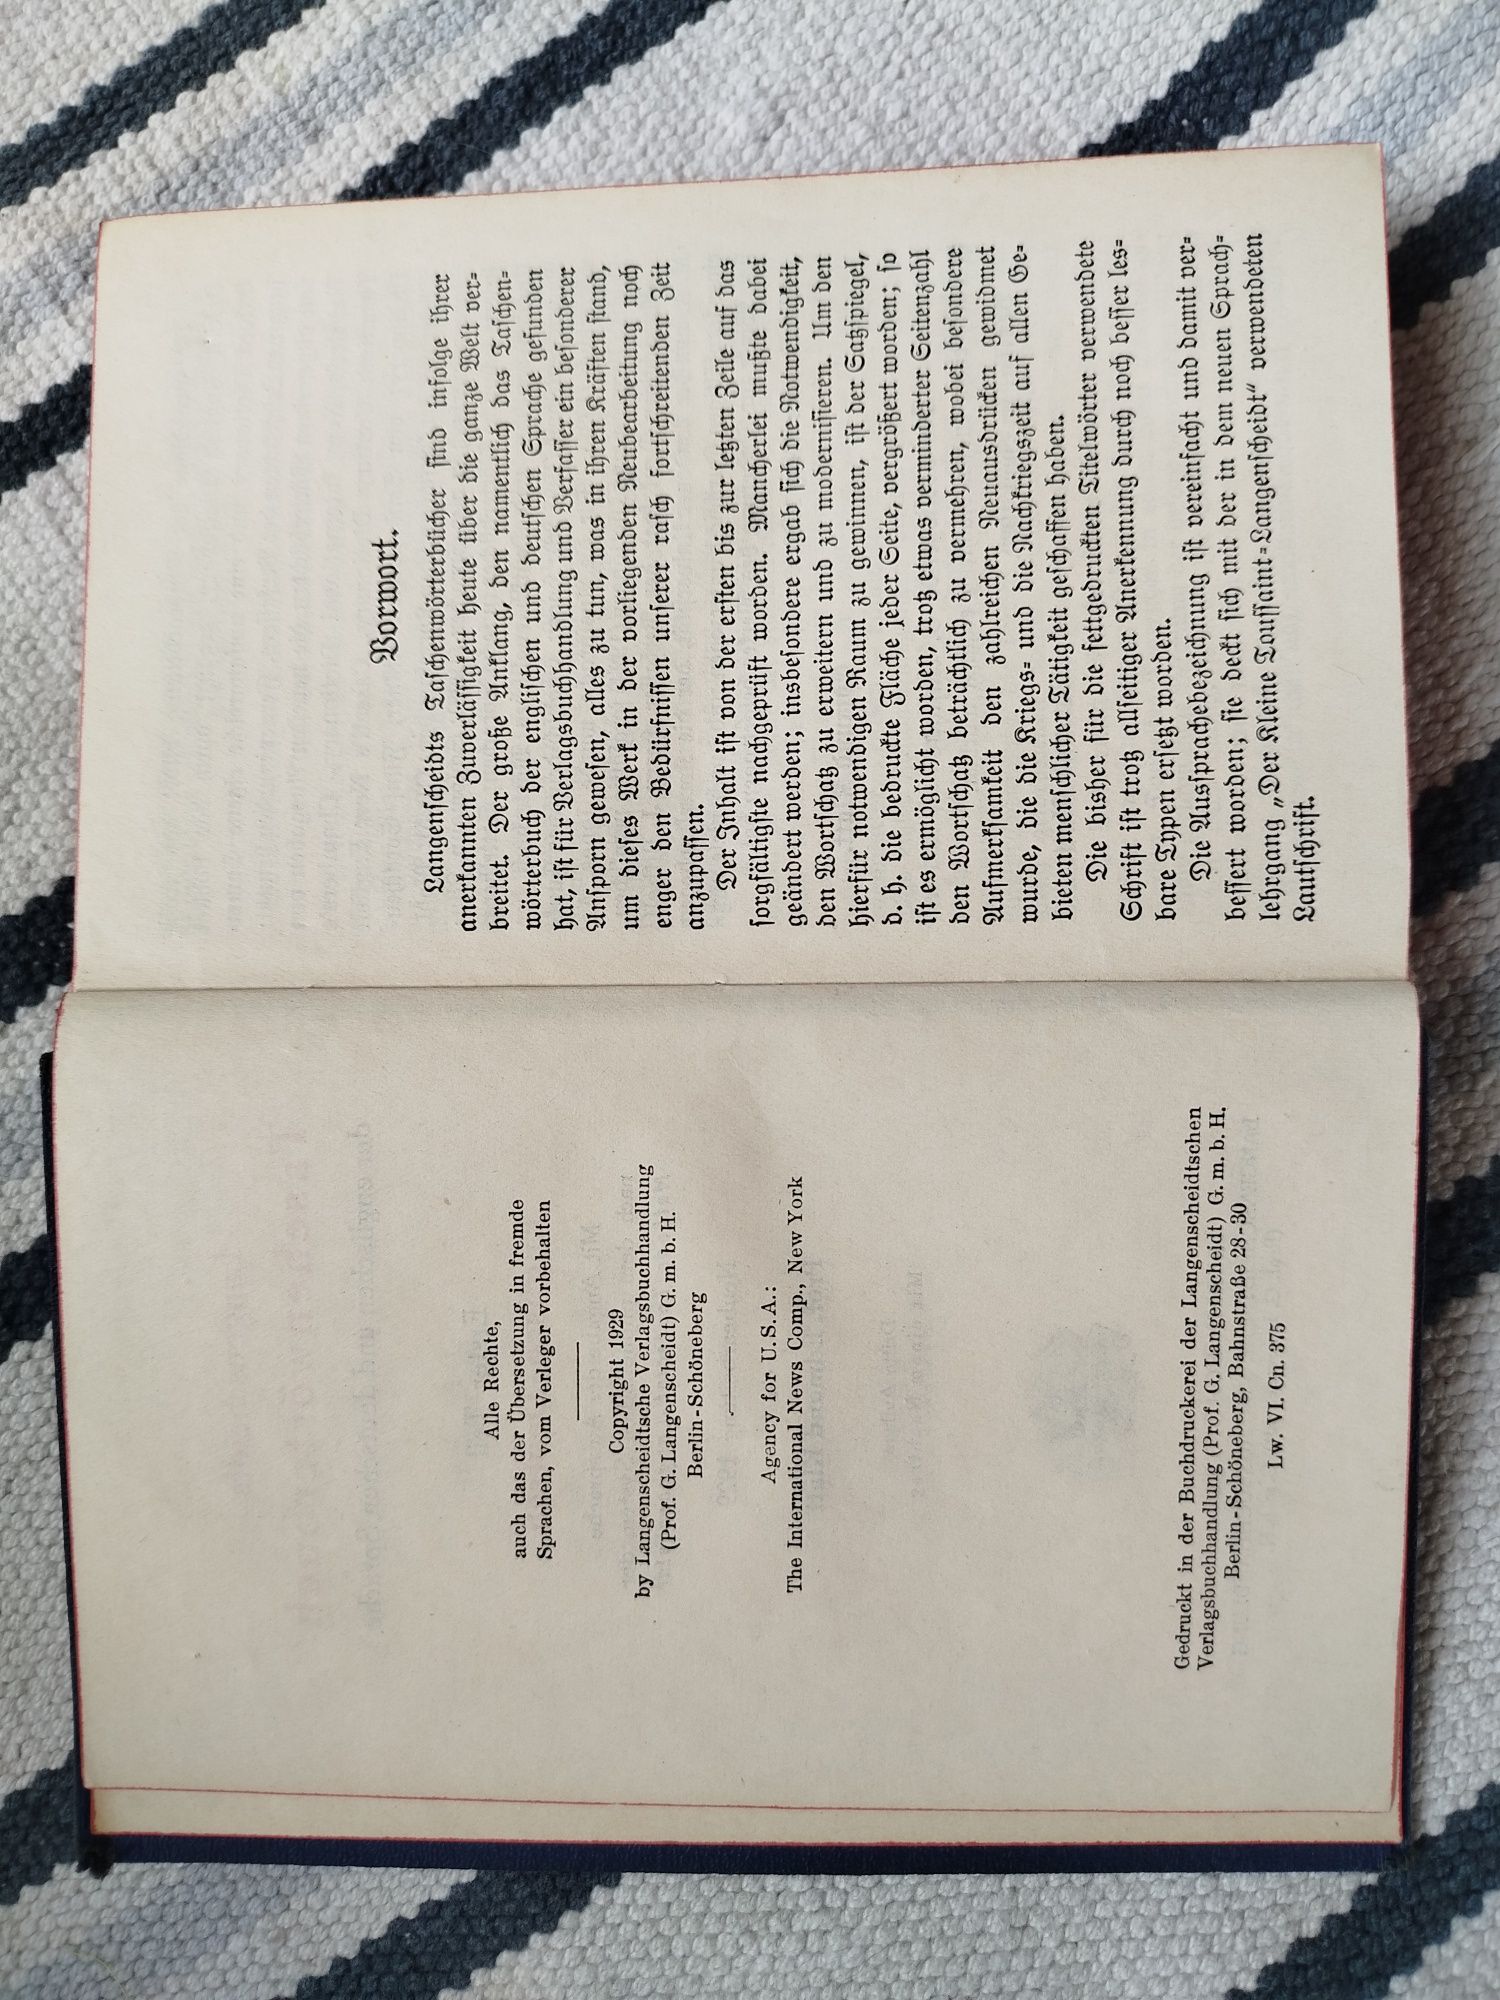 Alle Rechte,
auch das der Übersetzung in fremde
Sprachen, vom Verleger vorbehalten
Copyright 1929
by Langenscheidtsche Verlagsbuchhandlung
(Prof. G. Langenscheidt) G. m. b. H.
Berlin-Schöneberg
Agency for U.S.A.:
The International News Comp., New York
Gedruckt in der Buchdruckerei der Langenscheidtschen
Verlagsbuchhandlung (Prof. G. Langenscheidt) G. m. b. H.
Berlin-Schöneberg, Bahnstraße 28-30
Lw. VI. Cn. 375
Vorwort.
Langenſcheidts Taſchenwörterbücher ſind infolge ihrer
anerkannten Zuverläſſigkeit heute über die ganze Welt ver⸗
breitet. Der große Anklang, den namentlich das Taſchen⸗
wörterbuch der engliſchen und deutſchen Sprache gefunden
hat, iſt für Verlagsbuchhandlung und Verfaſſer ein beſonderer
Anſporn geweſen, alles zu tun, was in ihren Kräften ſtand,
um dieſes Werk in der vorliegenden Neubearbeitung noch
enger den Bedürfniſſen unſerer raſch fortſchreitenden Zeit
anzupaſſen.
Der Inhalt iſt von der erſten bis zur letzten Zeile auf das
ſorgfältigſte nachgeprüft worden. Mancherlei mußte dabei
geändert werden; insbeſondere ergab ſich die Notwendigkeit,
den Wortſchatz zu erweitern und zu moderniſieren. Um den
hierfür notwendigen Raum zu gewinnen, iſt der Satzſpiegel,
d. h. die bedruckte Fläche jeder Seite, vergrößert worden; ſo
iſt es ermöglicht worden, trotz etwas verminderter Seitenzahl
den Wortſchatz beträchtlich zu vermehren, wobei beſondere
Aufmerkſamkeit den zahlreichen Neuausdrücken gewidmet
wurde, die die Kriegs⸗ und die Nachkriegszeit auf allen Ge⸗
bieten menſchlicher Tätigkeit geſchaffen haben.
Die bisher für die fettgedruckten Titelwörter verwendete
Schrift iſt trotz allſeitiger Anerkennung durch noch beſſer les⸗
bare Typen erſetzt worden.
Die Ausſprachebezeichnung iſt vereinfacht und damit ver⸗
beſſert worden; ſie deckt ſich mit der in dem neuen Sprach⸗
lehrgang „Der Kleine Touſſaint⸗Langenſcheidt“ verwendeten
Lautſchrift.